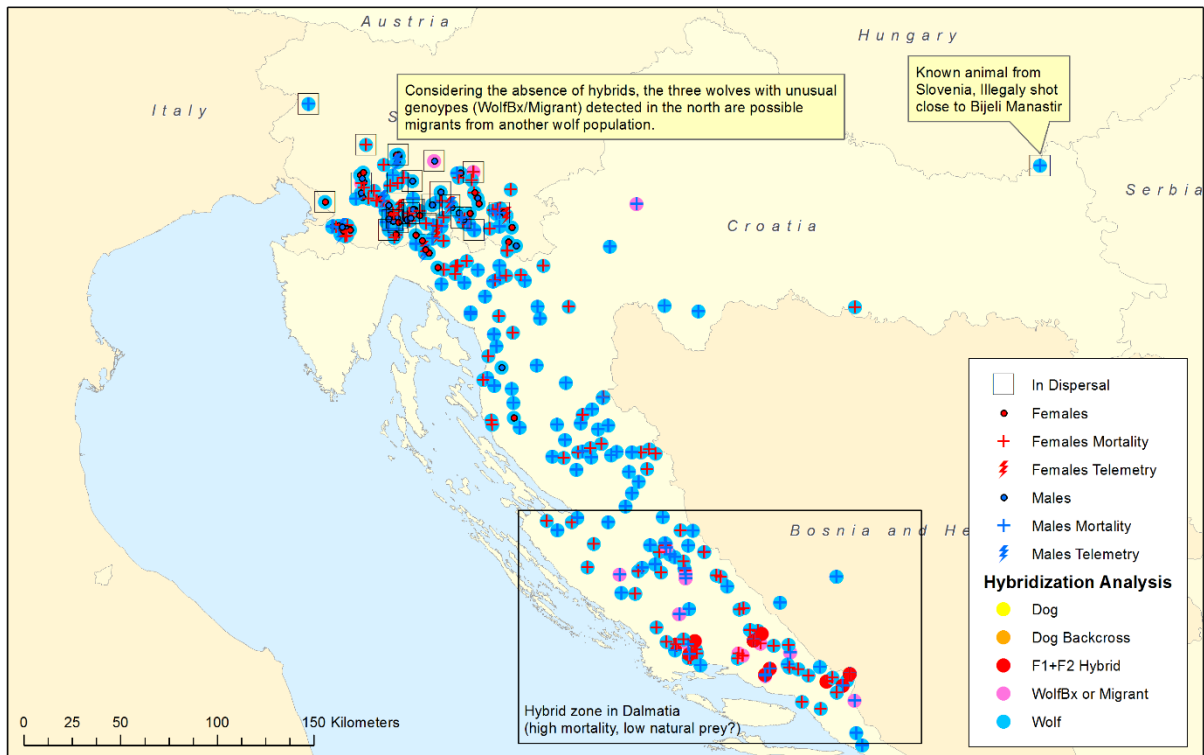 Austria
Hungary
Italy
S
Considering the absence of hybrids, the three wolves with unusual
genoypes (WolfBx/Migrant) detected in the north are possible
migrants from another wolf population.
Known animal from
Slovenia, Illegaly shot
close to Bijeli Manastir
Serbia
Croatia
Bosnia and He
In Dispersal
Females
Females Mortality
Females Telemetry
Males
Males Mortality
Males Telemetry
Hybridization Analysis
Dog
Dog Backcross
F1+F2 Hybrid
WolfBx or Migrant
Wolf
Hybrid zone in Dalmatia
(high mortality, low natural prey?)
0 25 50 100 150 Kilometers